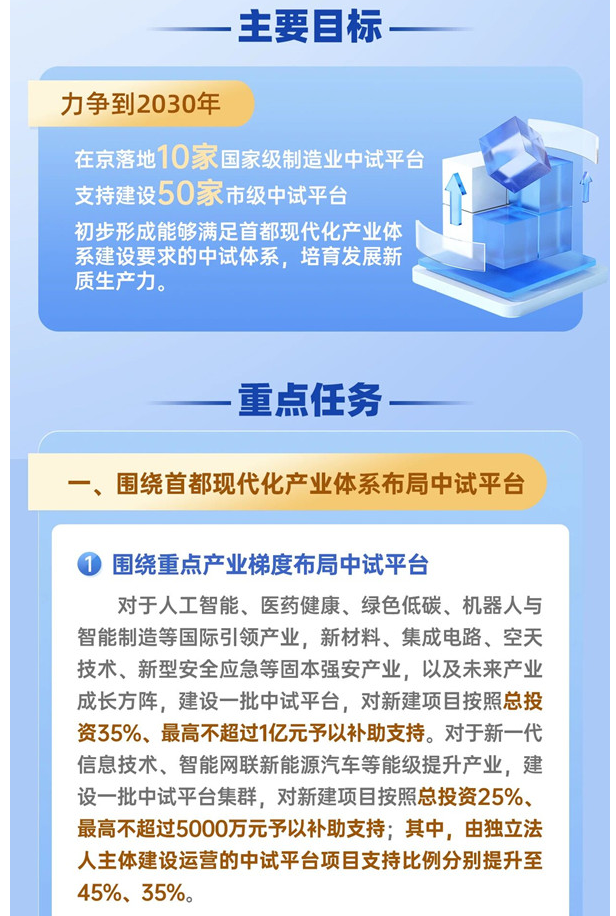 主要目标
力争到2030年
在京落地10家国家级制造业中试平台
支持建设50家市级中试平台
初步形成能够满足首都现代化产业体
系建设要求的中试体系，培育发展新
质生产力。
重点任务
一、围绕首都现代化产业体系布局中试平台
1 围绕重点产业梯度布局中试平台
对于人工智能、医药健康、绿色低碳、机器人与
智能制造等国际引领产业，新材料、集成电路、空天
技术、新型安全应急等固本强安产业，以及未来产业
成长方阵，建设一批中试平台，对新建项目按照总投
资35%、最高不超过1亿元予以补助支持。对于新一代
信息技术、智能网联新能源汽车等能级提升产业，建
设一批中试平台集群，对新建项目按照总投资25%、
最高不超过5000万元予以补助支持；其中，由独立法
人主体建设运营的中试平台项目支持比例分别提升至
45%、35%。